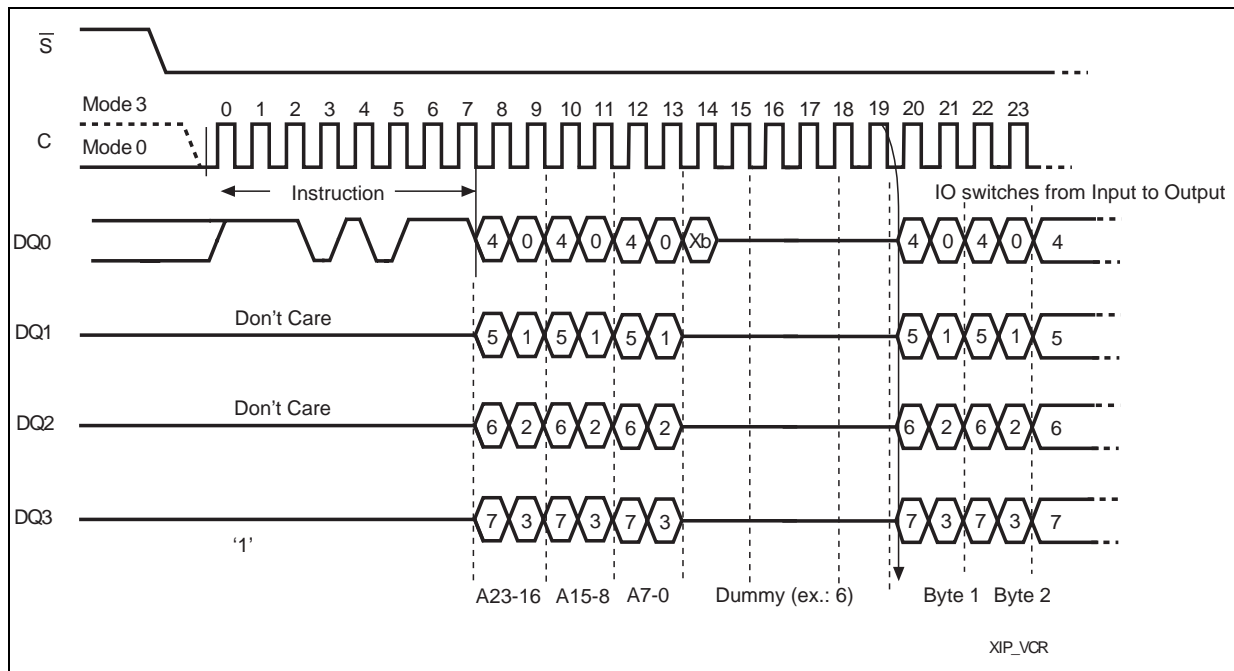 S
Mode 3
0 1 2 3 4 5 6 7 8 9 10 11 12 13 14 15 16 17 18 19 20 21 22 23
C
Mode 0
Instruction
IO switches from Input to Output
DQ0
4 0 4 0 4 0 Xb 4 0 4 0 4
Don't Care
DQ1
5 1 5 1 5 1 5 1 5 1 5
Don't Care
DQ2
6 2 6 2 6 2 6 2 6 2 6
DQ3
7 3 7 3 7 3 7 3 7 3 7
‘1’
A23-16 A15-8 A7-0 Dummy (ex.: 6) Byte 1 Byte 2
XIP_VCR